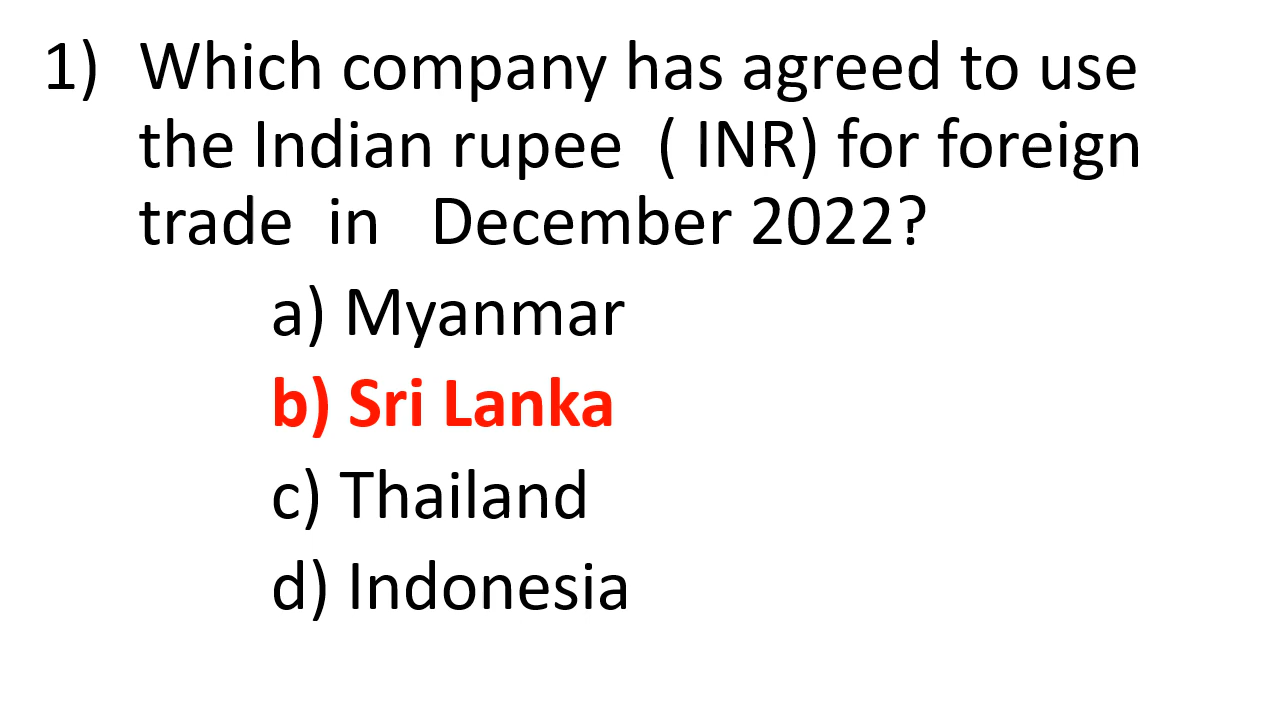 1) Which company has agreed to use
the Indian rupee ( INR) for foreign
trade in December 2022?
a) Myanmar
b) Sri Lanka
c) Thailand
d) Indonesia